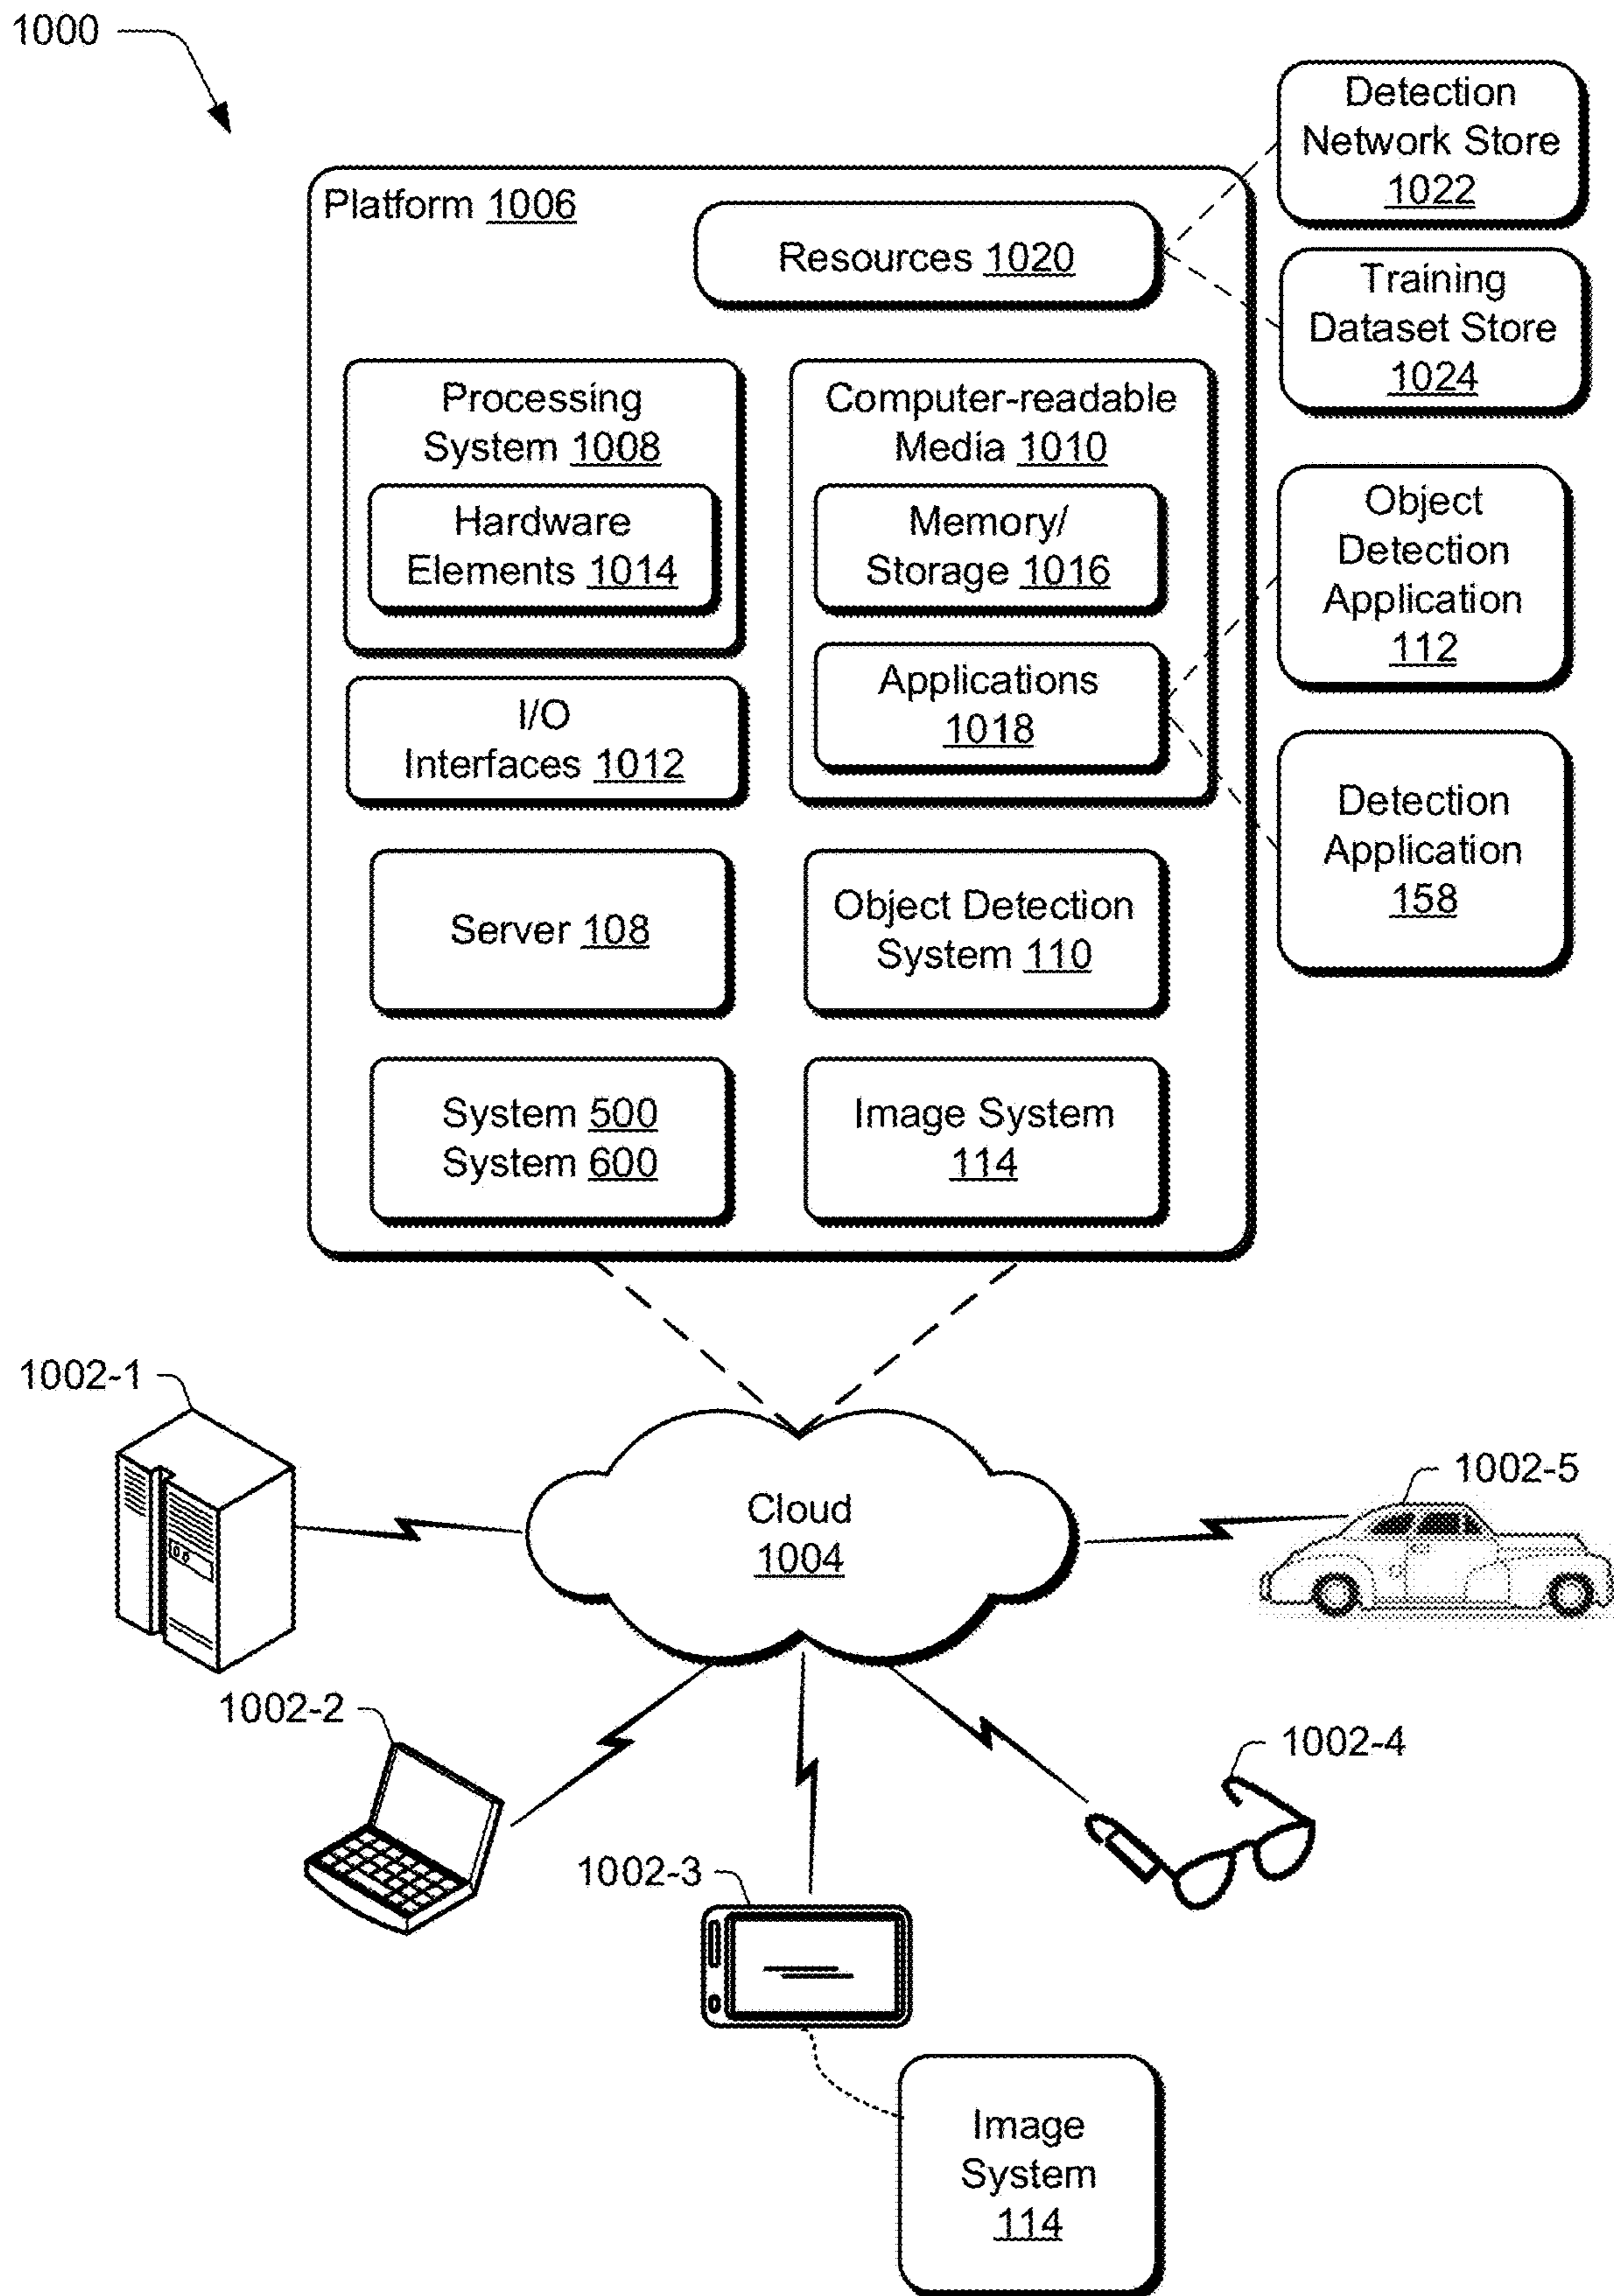 1000
Platform 1006
Resources 1020
Detection
Network Store
1022
Training
Dataset Store
1024
Processing
System 1008
Hardware
Elements 1014
Computer-readable
Media 1010
Memory/
Storage 1016
Applications
1018
Object
Detection
Application
112
Detection
Application
158
I/O
Interfaces 1012
Server 108
Object Detection
System 110
System 500
System 600
Image System
114
1002-1
Cloud
1004
1002-5
1002-2
1002-4
1002-3
Image
System
114